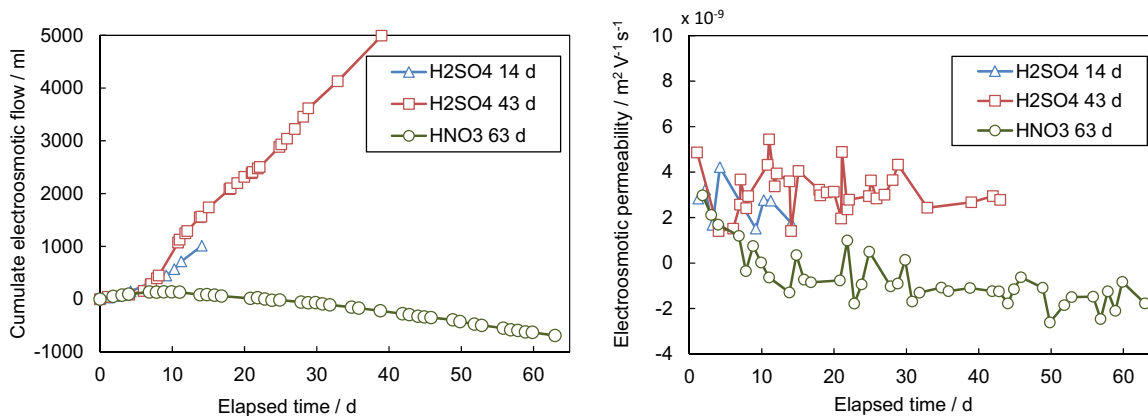 Cumulate electroosmotic flow / ml
5000
4000
3000
2000
1000
0
-1000
0
10
20
30
40
50
60
Elapsed time / d
H2SO4 14 d
H2SO4 43 d
HNO3 63 d
x 10-9
Electroosmotic permeability / m² V⁻¹ s⁻¹
10
8
6
4
2
0
-2
-4
0
10
20
30
40
50
60
Elapsed time / d
H2SO4 14 d
H2SO4 43 d
HNO3 63 d